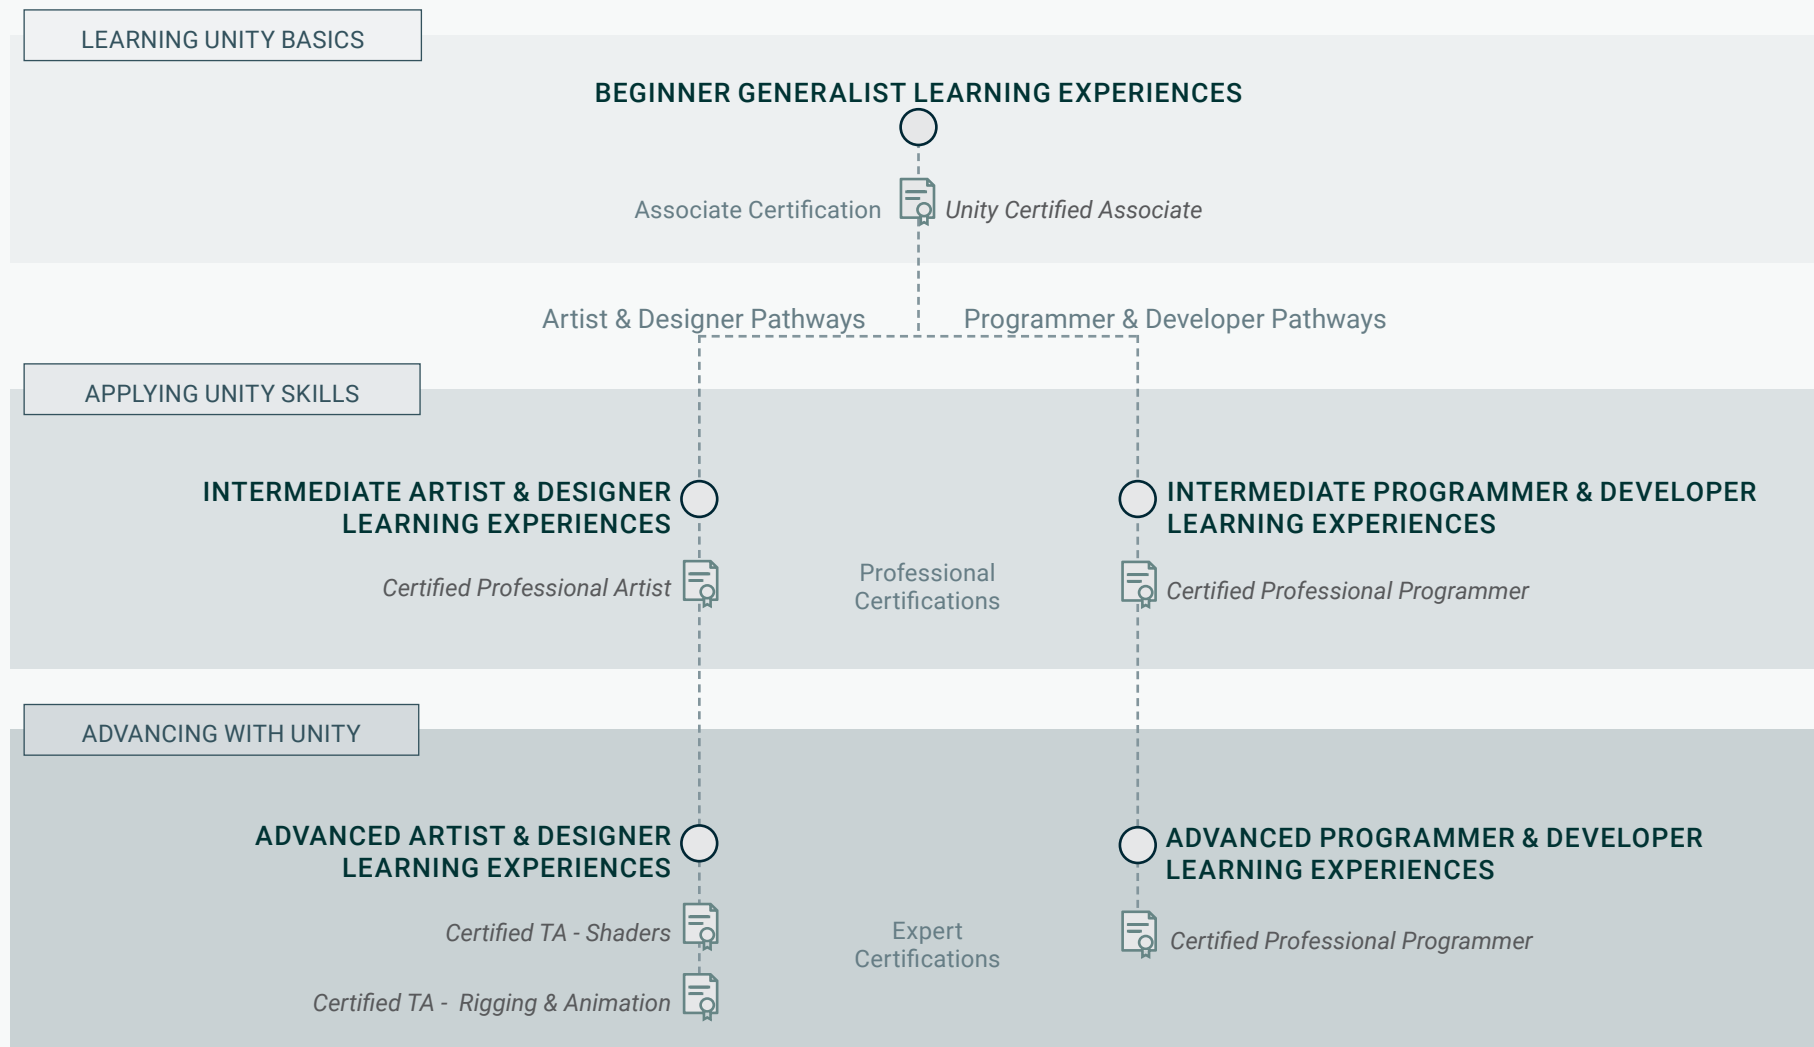 LEARNING UNITY BASICS
BEGINNER GENERALIST LEARNING EXPERIENCES
Associate Certification
Unity Certified Associate
Artist & Designer Pathways
Programmer & Developer Pathways
APPLYING UNITY SKILLS
INTERMEDIATE ARTIST & DESIGNER
LEARNING EXPERIENCES
INTERMEDIATE PROGRAMMER & DEVELOPER
LEARNING EXPERIENCES
Certified Professional Artist
Professional
Certifications
Certified Professional Programmer
ADVANCING WITH UNITY
ADVANCED ARTIST & DESIGNER
LEARNING EXPERIENCES
ADVANCED PROGRAMMER & DEVELOPER
LEARNING EXPERIENCES
Certified TA - Shaders
Expert
Certifications
Certified Professional Programmer
Certified TA - Rigging & Animation